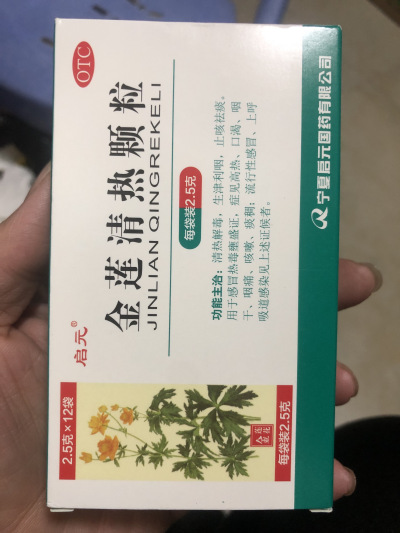 OTC
启元®
金莲清热颗粒
JINLIAN QINGREKELI
每袋装2.5克
功能主治：清热解毒，生津利咽，止咳祛痰。
用于感冒热毒壅盛证，症见高热、口渴、咽
干、咽痛、咳嗽、痰稠；流行性感冒、上呼
吸道感染见上述证候者。
2.5克×12袋
金莲花
每袋装2.5克
宁夏启元国药有限公司